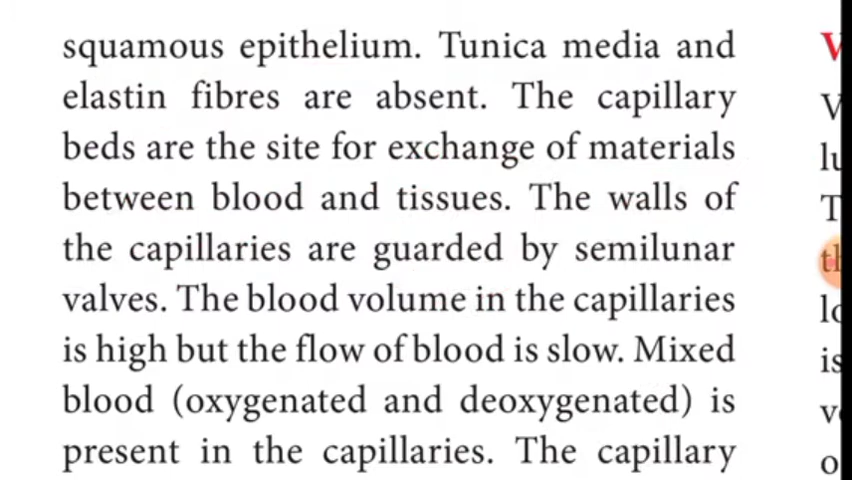 squamous epithelium. Tunica media and
elastin fibres are absent. The capillary
beds are the site for exchange of materials
between blood and tissues. The walls of
the capillaries are guarded by semilunar
valves. The blood volume in the capillaries
is high but the flow of blood is slow. Mixed
blood (oxygenated and deoxygenated) is
present in the capillaries. The capillary